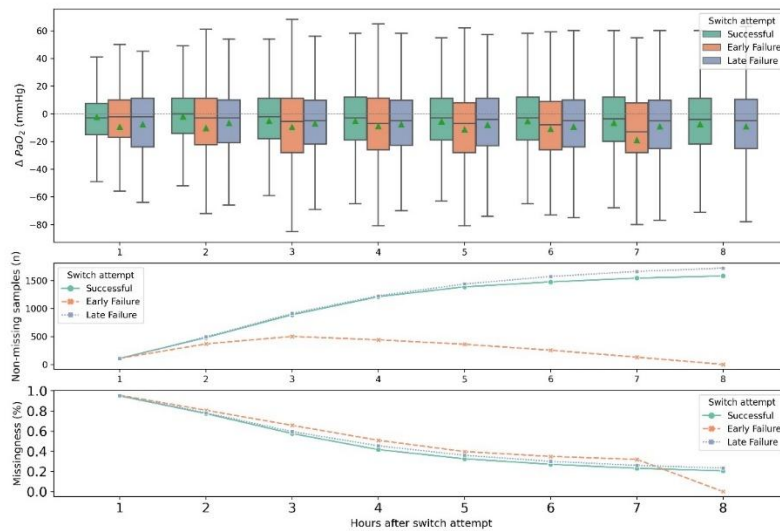 Δ PaO₂ (mmHg)
60
40
20
0
−20
−40
−60
−80
Switch attempt
Successful
Early Failure
Late Failure
1 2 3 4 5 6 7 8
Non-missing samples (n)
1500
1000
500
0
Switch attempt
Successful
Early Failure
Late Failure
1 2 3 4 5 6 7 8
Missingness (%)
1.0
0.8
0.6
0.4
0.2
0.0
Switch attempt
Successful
Early Failure
Late Failure
1 2 3 4 5 6 7 8
Hours after switch attempt